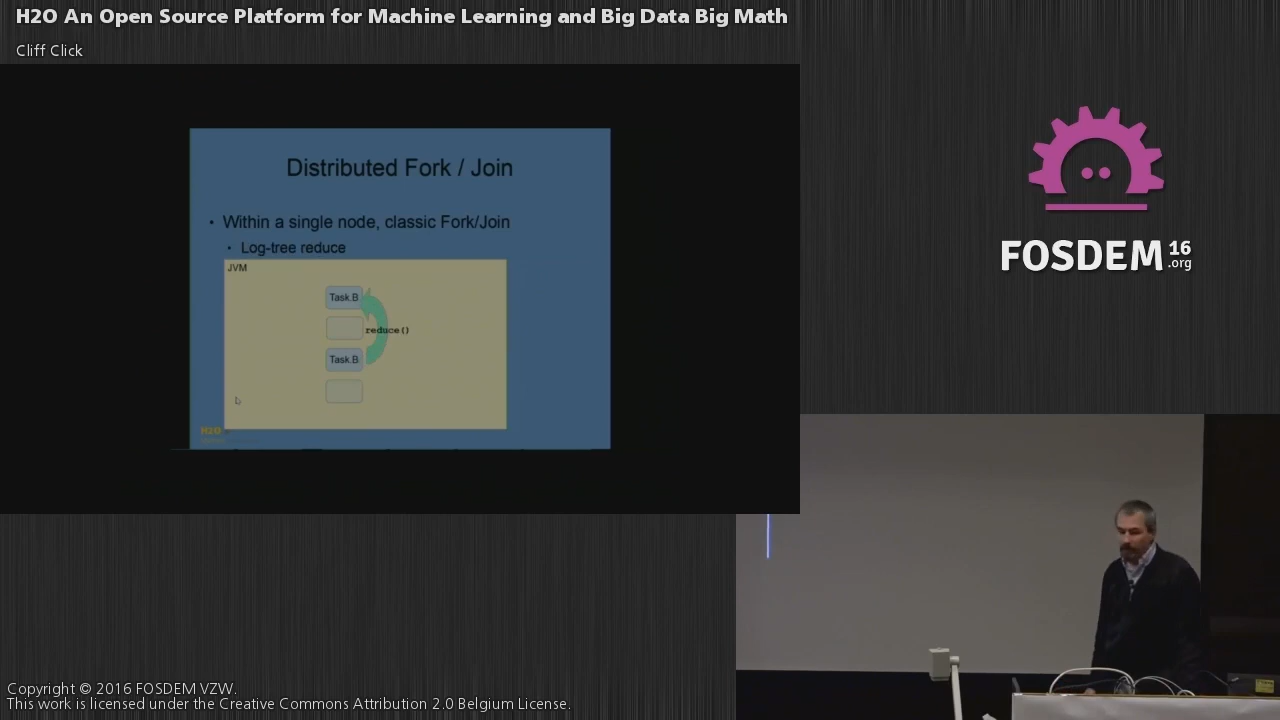 H2O An Open Source Platform for Machine Learning and Big Data Big Math
Cliff Click
Distributed Fork / Join
• Within a single node, classic Fork/Join
• Log-tree reduce
JVM
Task.B
reduce()
Task.B
H2O
FOSDEM 16
.org
Copyright © 2016 FOSDEM VZW.
This work is licensed under the Creative Commons Attribution 2.0 Belgium License.